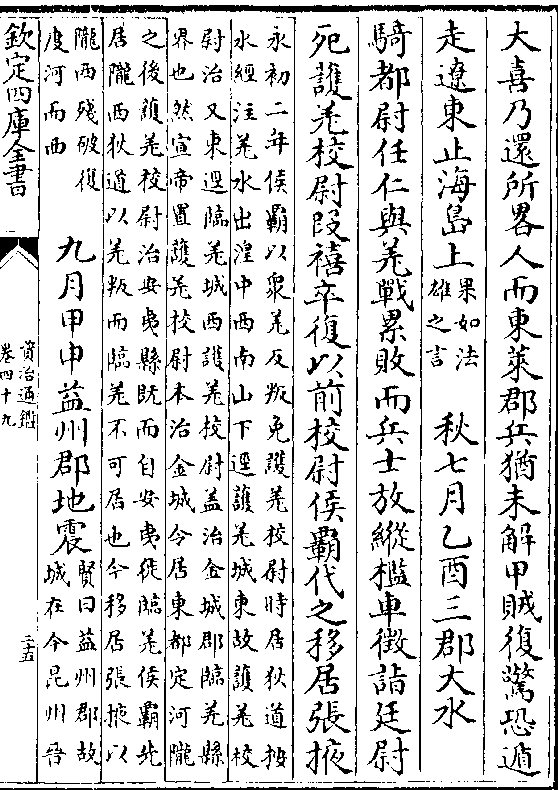 大喜乃還所畧人而東萊郡兵猶未解甲賊復驚恐遁
走遼東止海島上果如法雄之言　秋七月乙酉三郡大水
騎都尉任仁與羌戰累敗而兵士放縱檻車徵詣廷尉
死護羌校尉段禧卒復以前校尉侯霸代之移居張掖
永初二年侯霸以衆羌反叛免護羌校尉時居狄道按
水經注羌水出湟中西南山下逕護羌城東故護羌校
尉治又東逕臨羌城西護羌校尉蓋治金城郡臨羌縣
界也然宣帝置護羌校尉本治金城令居東都定河隴
之後護羌校尉治安夷縣既而自安夷徙臨羌侯霸此
居隴西狄道以羌叛而臨羌不可居也今移居張掖以
隴西殘破復
度河而西
九月甲申益州郡地震
賢曰益州郡故
城在今昆州晉
欽定四庫全書
資治通鑑
卷四十九
三十五